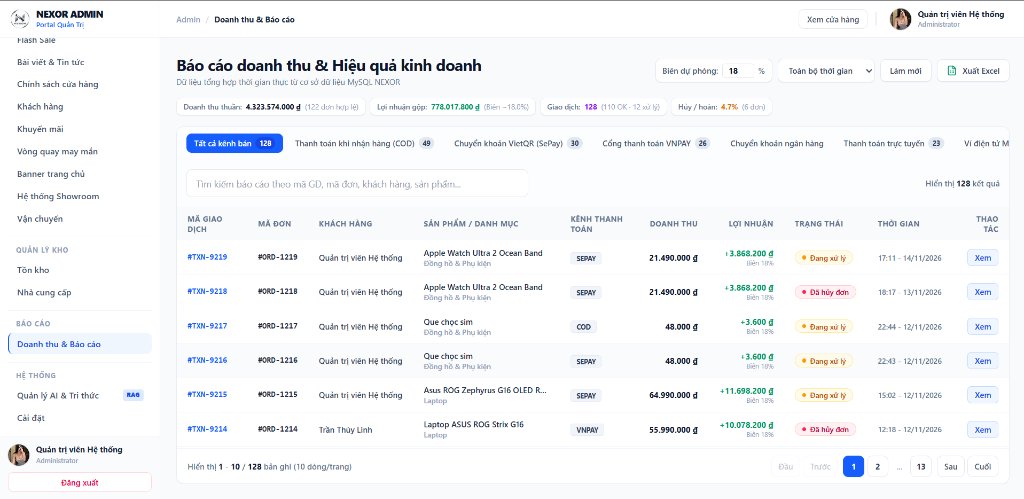 NEXOR ADMIN
Portal Quản Trị
Admin / Doanh thu & Báo cáo
Xem cửa hàng
Quản trị viên Hệ thống
Administrator
Flash Sale
Bài viết & Tin tức
Chính sách cửa hàng
Khách hàng
Khuyến mãi
Vòng quay may mắn
Banner trang chủ
Hệ thống Showroom
Vận chuyển
QUẢN LÝ KHO
Tồn kho
Nhà cung cấp
BÁO CÁO
Doanh thu & Báo cáo
HỆ THỐNG
Quản lý AI & Tri thức RAG
Cài đặt
Quản trị viên Hệ thống
Administrator
Đăng xuất
Báo cáo doanh thu & Hiệu quả kinh doanh
Dữ liệu tổng hợp thời gian thực từ cơ sở dữ liệu MySQL NEXOR
Biên dự phòng: 18 %
Toàn bộ thời gian
Làm mới
Xuất Excel
Doanh thu thuần: 4.323.574.000 ₫ (122 đơn hợp lệ)
Lợi nhuận gộp: 778.017.800 ₫ (Biên ~18.0%)
Giao dịch: 128 (110 OK · 12 xử lý)
Hủy / hoàn: 4.7% (6 đơn)
Tất cả kênh bán 128
Thanh toán khi nhận hàng (COD) 49
Chuyển khoản VietQR (SePay) 30
Cổng thanh toán VNPAY 26
Chuyển khoản ngân hàng
Thanh toán trực tuyến 23
Ví điện tử M
Tìm kiếm báo cáo theo mã GD, mã đơn, khách hàng, sản phẩm...
Hiển thị 128 kết quả
MÃ GIAO DỊCH MÃ ĐƠN KHÁCH HÀNG SẢN PHẨM / DANH MỤC KÊNH THANH TOÁN DOANH THU LỢI NHUẬN TRẠNG THÁI THỜI GIAN THAO TÁC
#TXN-9219 #ORD-1219 Quản trị viên Hệ thống Apple Watch Ultra 2 Ocean Band SEPAY 21.490.000 ₫ +3.868.200 ₫ Đang xử lý 17:11 - 14/11/2026 Xem
Đồng hồ & Phụ kiện Biên 18%
#TXN-9218 #ORD-1218 Quản trị viên Hệ thống Apple Watch Ultra 2 Ocean Band SEPAY 21.490.000 ₫ +3.868.200 ₫ Đã hủy đơn 18:17 - 13/11/2026 Xem
Đồng hồ & Phụ kiện Biên 18%
#TXN-9217 #ORD-1217 Quản trị viên Hệ thống Que chọc sim COD 48.000 ₫ +3.600 ₫ Đang xử lý 22:44 - 12/11/2026 Xem
Đồng hồ & Phụ kiện Biên 18%
#TXN-9216 #ORD-1216 Quản trị viên Hệ thống Que chọc sim SEPAY 48.000 ₫ +3.600 ₫ Đang xử lý 22:43 - 12/11/2026 Xem
Đồng hồ & Phụ kiện Biên 18%
#TXN-9215 #ORD-1215 Quản trị viên Hệ thống Asus ROG Zephyrus G16 OLED R... SEPAY 64.990.000 ₫ +11.698.200 ₫ Đang xử lý 15:02 - 12/11/2026 Xem
Laptop Biên 18%
#TXN-9214 #ORD-1214 Trần Thùy Linh Laptop ASUS ROG Strix G16 VNPAY 55.990.000 ₫ +10.078.200 ₫ Đã hủy đơn 12:18 - 12/11/2026 Xem
Laptop Biên 18%
Hiển thị 1 - 10 / 128 bản ghi (10 dòng/trang)
Đầu Trước 1 2 ... 13 Sau Cuối